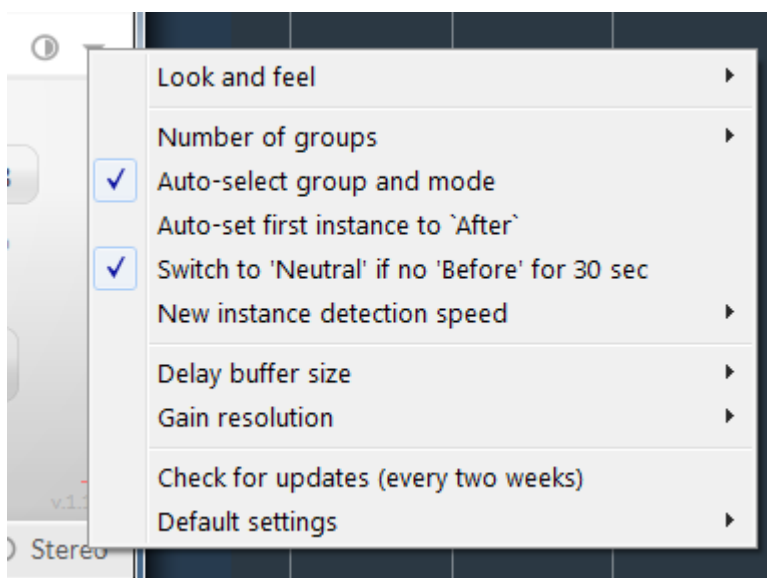 Look and feel
Number of groups
Auto-select group and mode
Auto-set first instance to `After`
Switch to 'Neutral' if no 'Before' for 30 sec
New instance detection speed
Delay buffer size
Gain resolution
Check for updates (every two weeks)
Default settings
Stereo